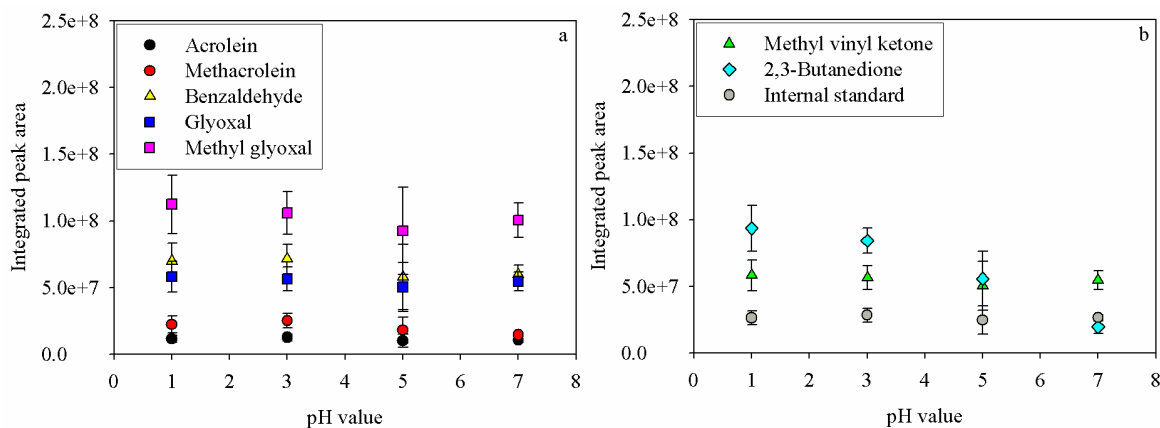 a
2.5e+8
2.0e+8
1.5e+8
1.0e+8
5.0e+7
0.0
Integrated peak area
Acrolein
Methacrolein
Benzaldehyde
Glyoxal
Methyl glyoxal
0 1 2 3 4 5 6 7 8
pH value
b
2.5e+8
2.0e+8
1.5e+8
1.0e+8
5.0e+7
0.0
Integrated peak area
Methyl vinyl ketone
2,3-Butanedione
Internal standard
0 1 2 3 4 5 6 7 8
pH value